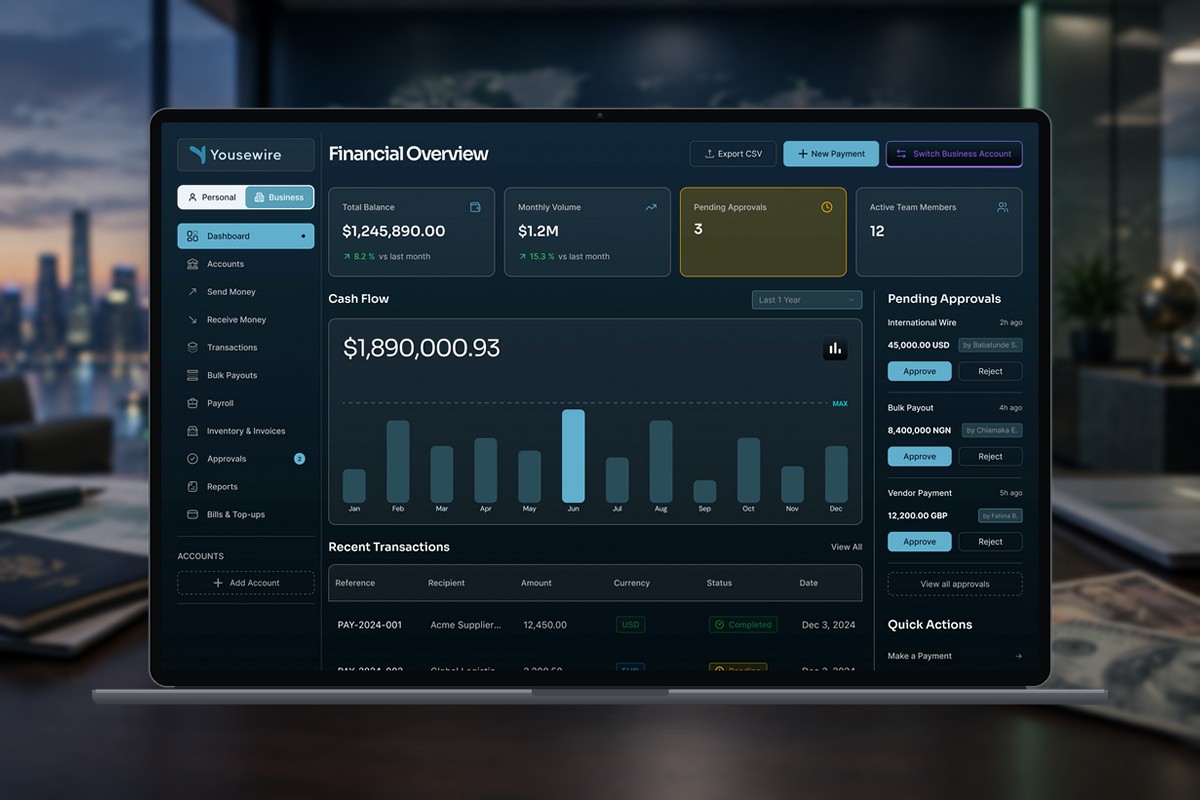 Yousewire
Personal
Business
Dashboard
Accounts
Send Money
Receive Money
Transactions
Bulk Payouts
Payroll
Inventory & Invoices
Approvals
2
Reports
Bills & Top-ups
ACCOUNTS
+ Add Account
Financial Overview
Export CSV
+ New Payment
Switch Business Account
Total Balance
$1,245,890.00
8.2 % vs last month
Monthly Volume
$1.2M
15.3 % vs last month
Pending Approvals
3
Active Team Members
12
Cash Flow
Last 1 Year
$1,890,000.93
MAX
Jan Feb Mar Apr May Jun Jul Aug Sep Oct Nov Dec
Recent Transactions
View All
Reference Recipient Amount Currency Status Date
PAY-2024-001 Acme Supplier... 12,450.00 USD Completed Dec 3, 2024
Pending Approvals
International Wire 2h ago
45,000.00 USD by Babatunde S.
Approve Reject
Bulk Payout 4h ago
8,400,000 NGN by Chiamaka E.
Approve Reject
Vendor Payment 5h ago
12,200.00 GBP by Fatima B.
Approve Reject
View all approvals
Quick Actions
Make a Payment →